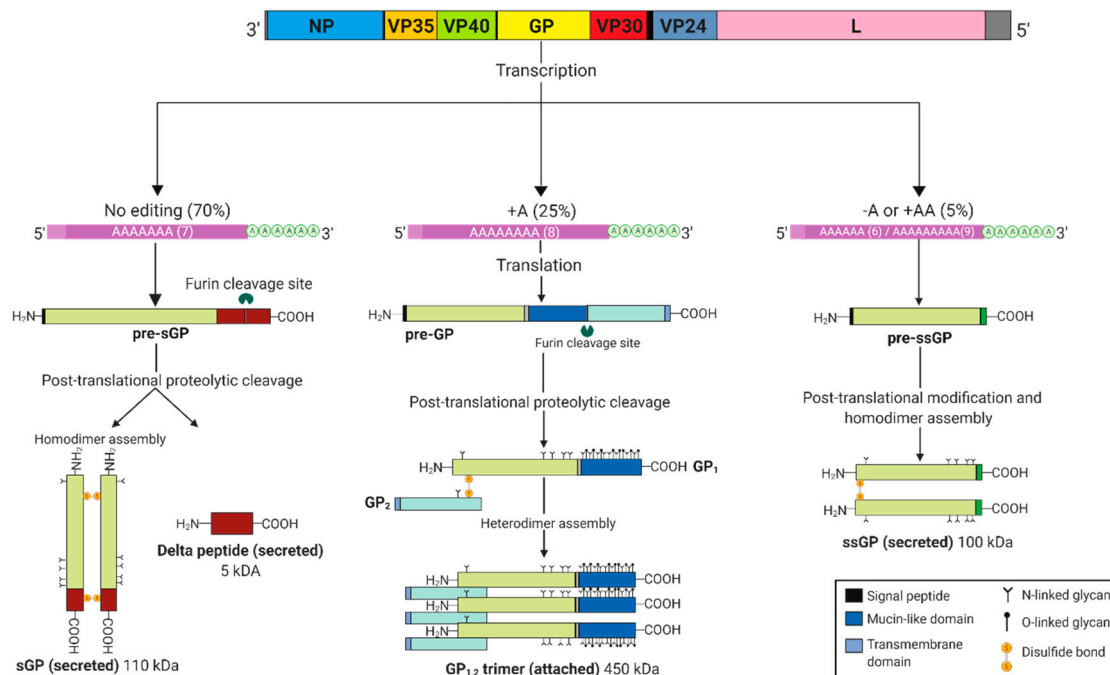 3' NP VP35 VP40 GP VP30 VP24 L 5'
Transcription
No editing (70%)
5' AAAAAAA (7) AAAAAA 3'
Furin cleavage site
H₂N COOH
pre-sGP
Post-translational proteolytic cleavage
Homodimer assembly
NH₂ NH₂
S S
S S
COOH COOH
sGP (secreted) 110 kDa
H₂N COOH
Delta peptide (secreted)
5 kDA
+A (25%)
5' AAAAAAAA (8) AAAAAA 3'
Translation
H₂N COOH
pre-GP
Furin cleavage site
Post-translational proteolytic cleavage
H₂N COOH GP₁
S
S
GP₂
Heterodimer assembly
H₂N COOH
H₂N COOH
H₂N COOH
GP₁,₂ trimer (attached) 450 kDa
-A or +AA (5%)
5' AAAAAA (6) / AAAAAAAAA(9) AAAAAA 3'
H₂N COOH
pre-ssGP
Post-translational modification and
homodimer assembly
H₂N COOH
S
S
H₂N COOH
ssGP (secreted) 100 kDa
Signal peptide
Mucin-like domain
Transmembrane
domain
N-linked glycan
O-linked glycan
Disulfide bond
S
S